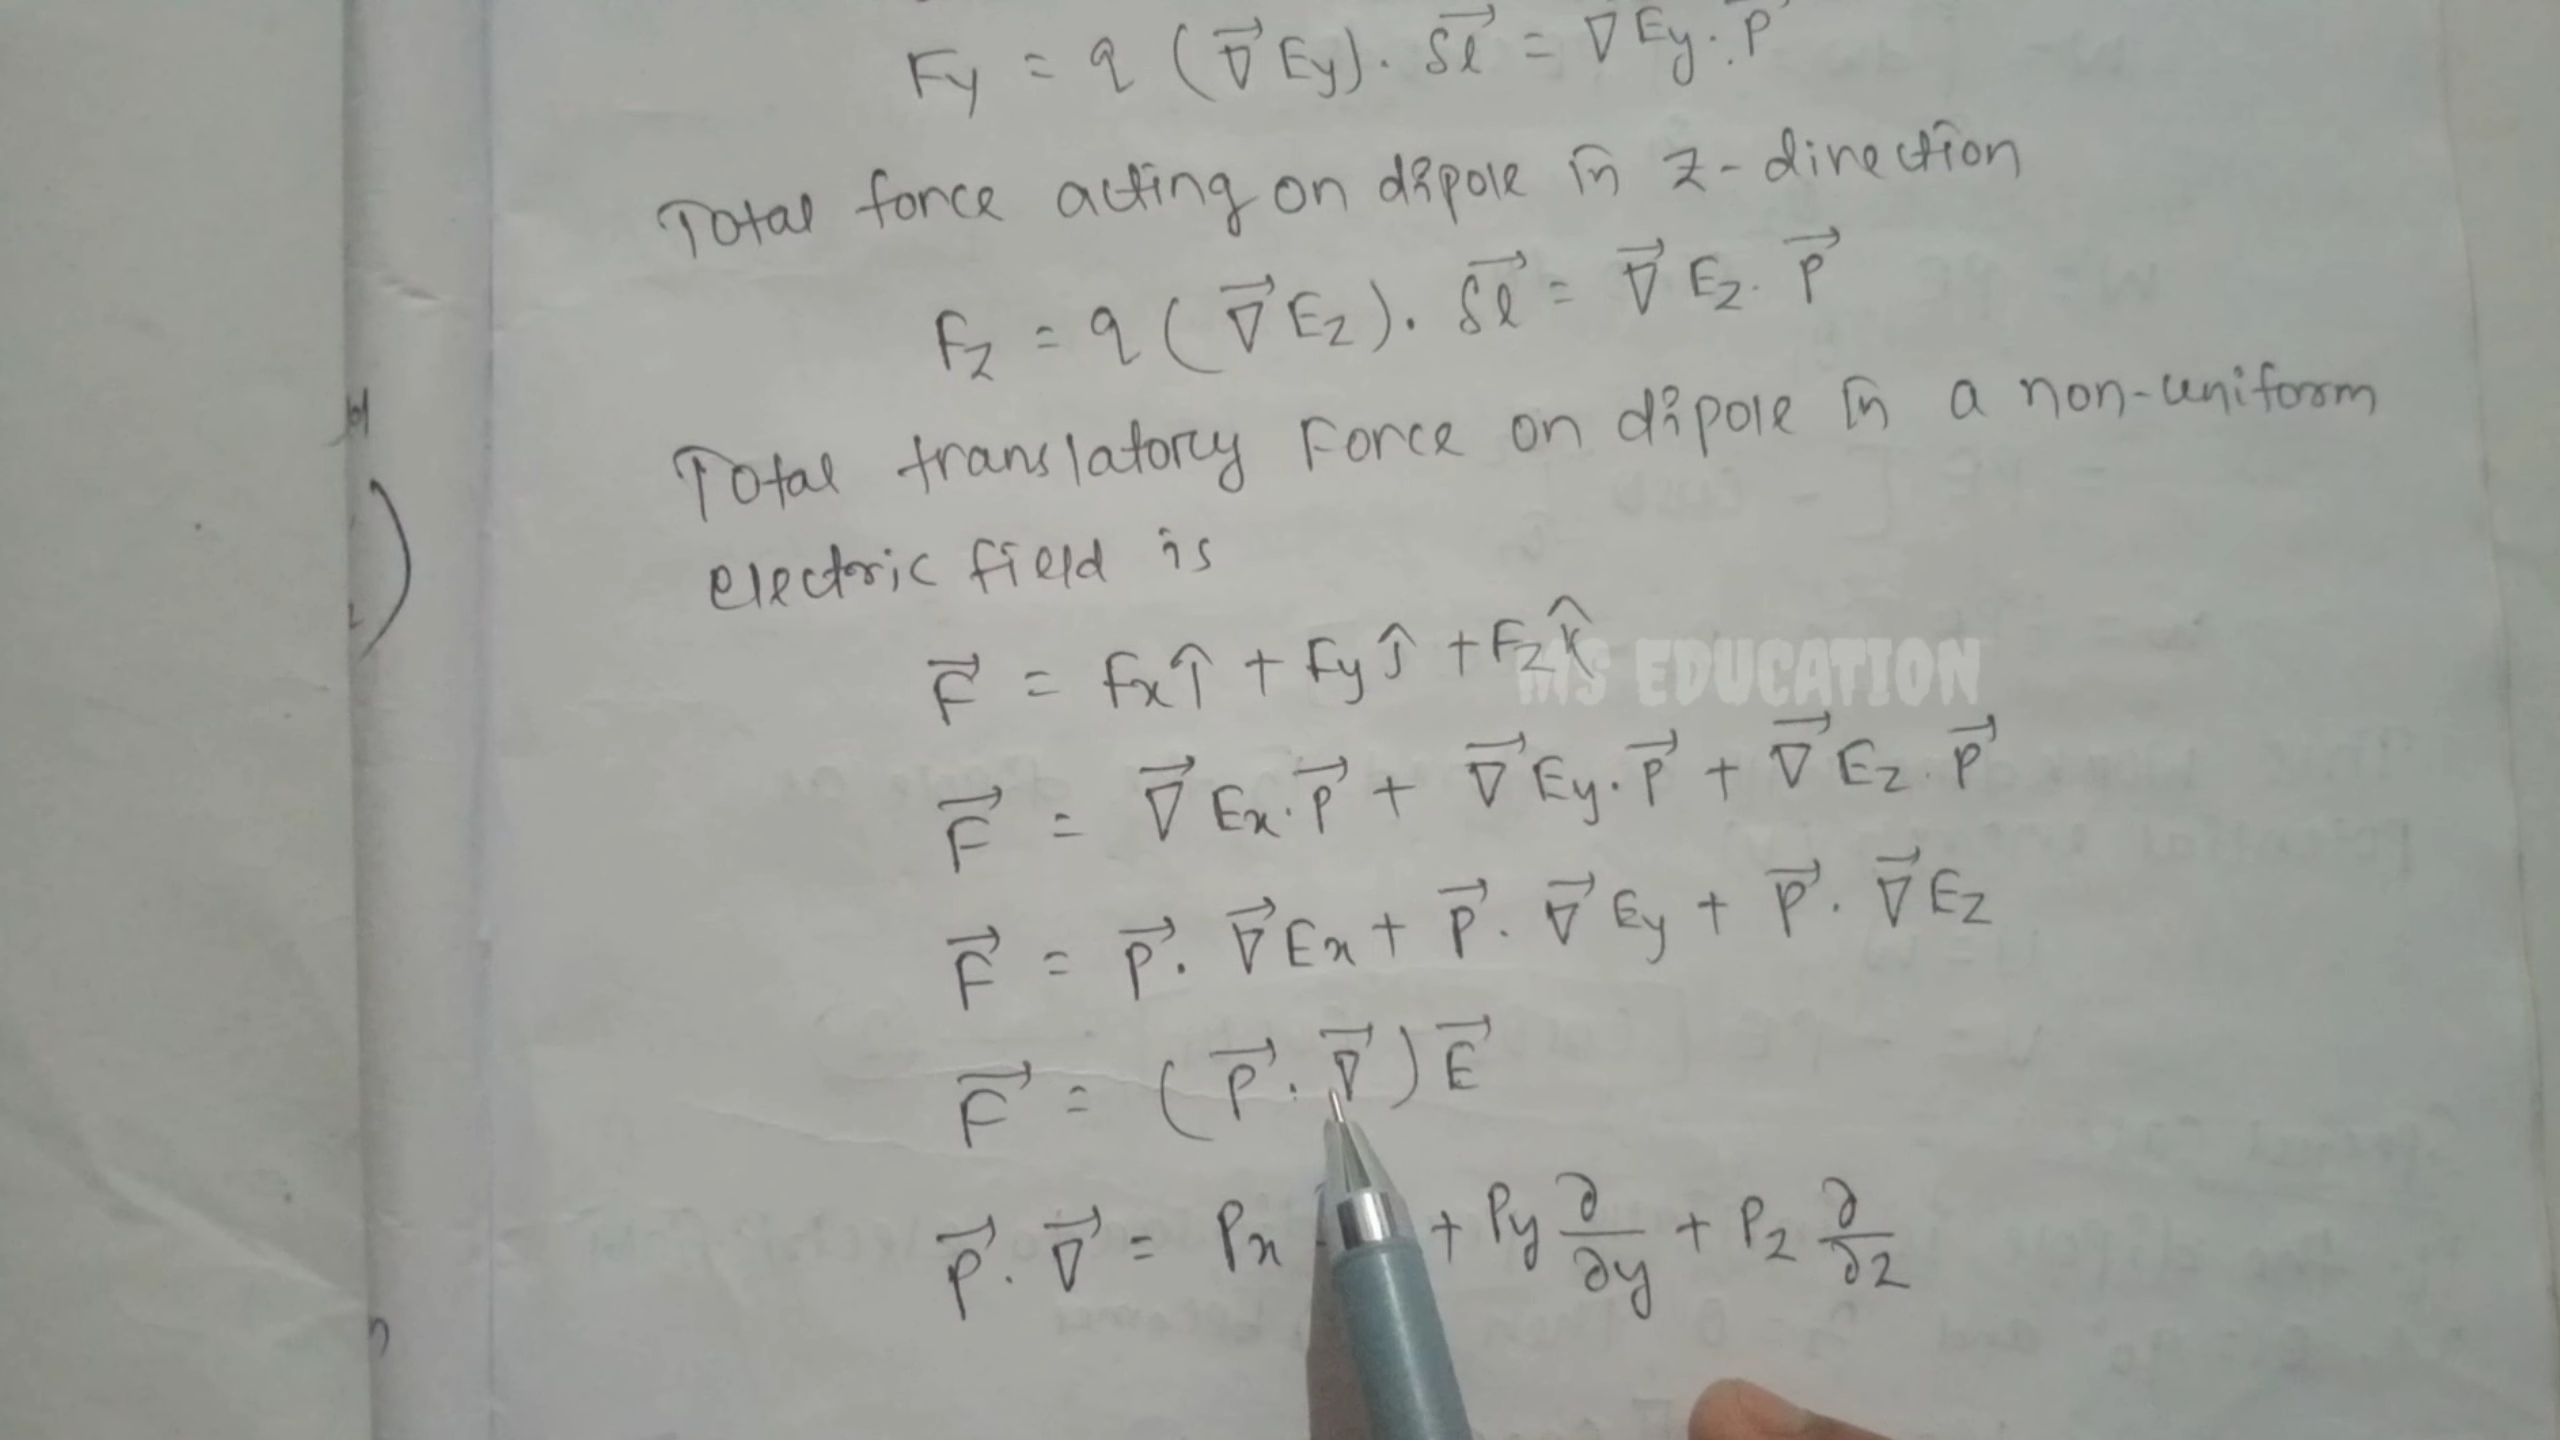 Fy = q (∇⃗ Ey). δl⃗ = ∇ Ey. P⃗
Total force acting on dipole in z-direction
Fz = q (∇⃗ Ez). δl⃗ = ∇⃗ Ez. P⃗
Total translatory Force on dipole in a non-uniform
electric field is
F⃗ = Fx î + Fy ĵ + Fz k̂
MS EDUCATION
F⃗ = ∇⃗ Ex. P⃗ + ∇⃗ Ey. P⃗ + ∇⃗ Ez. P⃗
F⃗ = P⃗. ∇⃗ Ex + P⃗. ∇⃗ Ey + P⃗. ∇⃗ Ez
F⃗ = (P⃗. ∇⃗) E⃗
P⃗. ∇⃗ = Px + Py ∂/∂y + Pz ∂/∂z